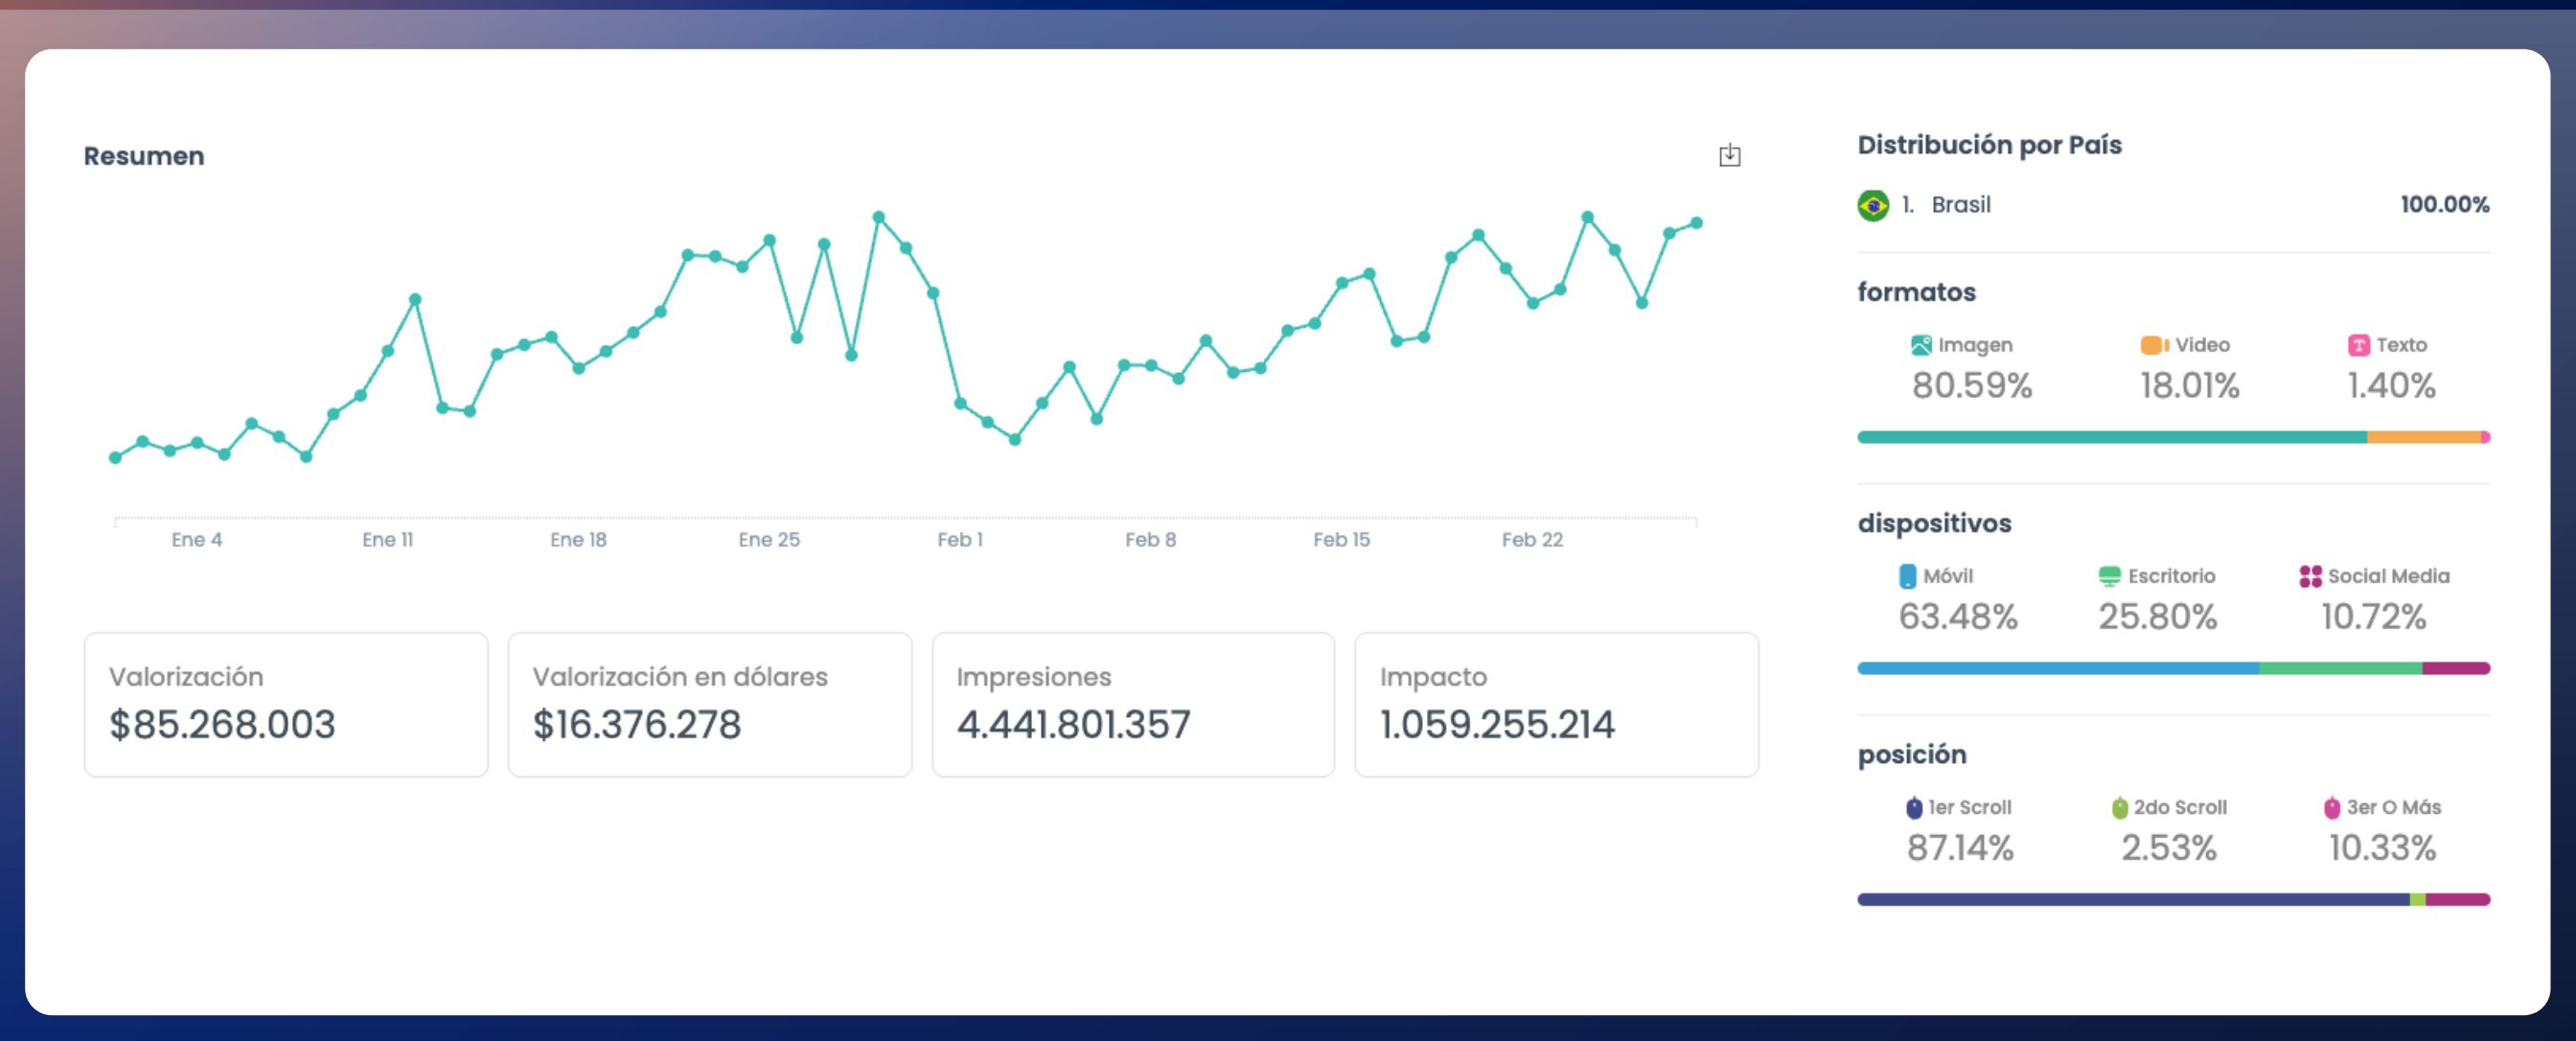 Resumen
Ene 4 Ene 11 Ene 18 Ene 25 Feb 1 Feb 8 Feb 15 Feb 22
Valorización
$85.268.003
Valorización en dólares
$16.376.278
Impresiones
4.441.801.357
Impacto
1.059.255.214
Distribución por País
1. Brasil 100.00%
formatos
Imagen Video Texto
80.59% 18.01% 1.40%
dispositivos
Móvil Escritorio Social Media
63.48% 25.80% 10.72%
posición
1er Scroll 2do Scroll 3er O Más
87.14% 2.53% 10.33%